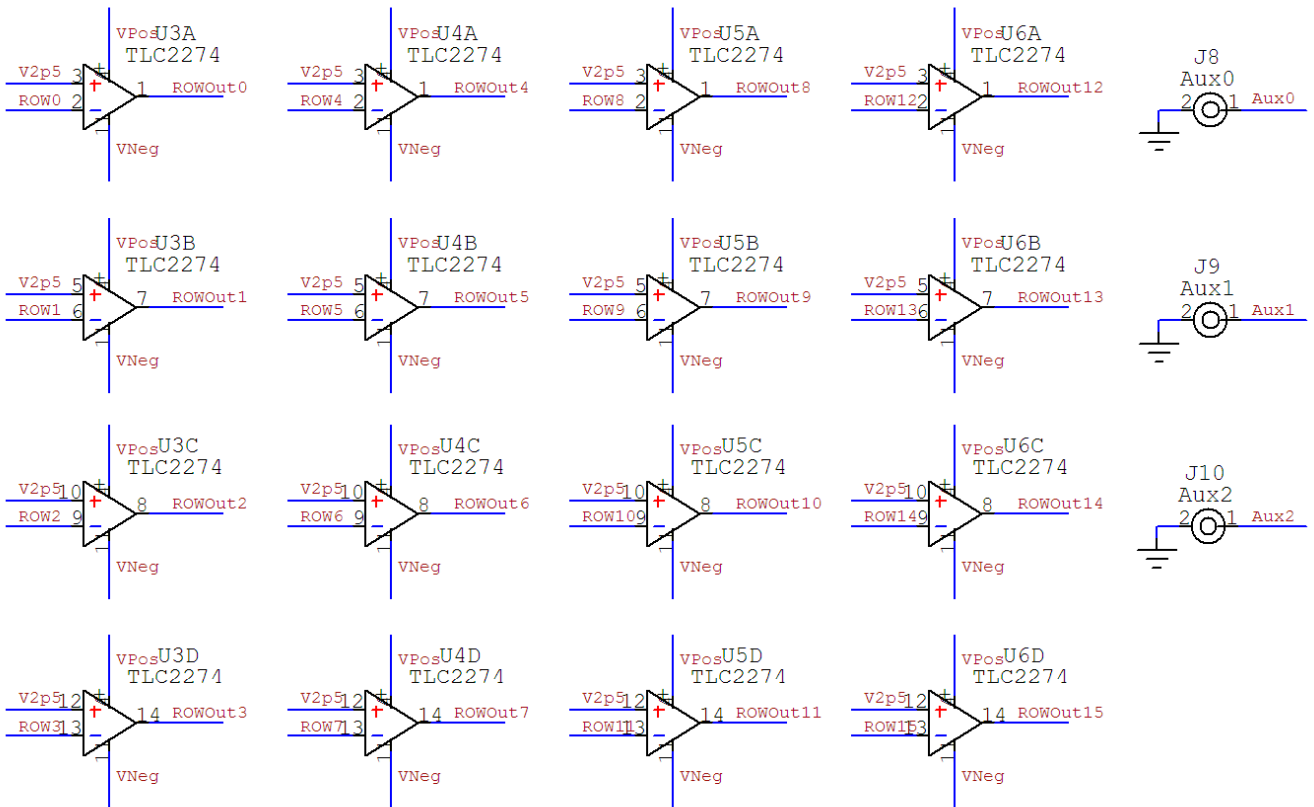 VPos U3A
TLC2274
V2p5 3
ROW0 2
1 ROWOut0
VNeg
VPos U4A
TLC2274
V2p5 3
ROW4 2
1 ROWOut4
VNeg
VPos U5A
TLC2274
V2p5 3
ROW8 2
1 ROWOut8
VNeg
VPos U6A
TLC2274
V2p5 3
ROW12 2
1 ROWOut12
VNeg
J8
Aux0
2 1 Aux0
VPos U3B
TLC2274
V2p5 5
ROW1 6
7 ROWOut1
VNeg
VPos U4B
TLC2274
V2p5 5
ROW5 6
7 ROWOut5
VNeg
VPos U5B
TLC2274
V2p5 5
ROW9 6
7 ROWOut9
VNeg
VPos U6B
TLC2274
V2p5 5
ROW13 6
7 ROWOut13
VNeg
J9
Aux1
2 1 Aux1
VPos U3C
TLC2274
V2p5 10
ROW2 9
8 ROWOut2
VNeg
VPos U4C
TLC2274
V2p5 10
ROW6 9
8 ROWOut6
VNeg
VPos U5C
TLC2274
V2p5 10
ROW10 9
8 ROWOut10
VNeg
VPos U6C
TLC2274
V2p5 10
ROW14 9
8 ROWOut14
VNeg
J10
Aux2
2 1 Aux2
VPos U3D
TLC2274
V2p5 12
ROW3 13
14 ROWOut3
VNeg
VPos U4D
TLC2274
V2p5 12
ROW7 13
14 ROWOut7
VNeg
VPos U5D
TLC2274
V2p5 12
ROW11 13
14 ROWOut11
VNeg
VPos U6D
TLC2274
V2p5 12
ROW15 13
14 ROWOut15
VNeg